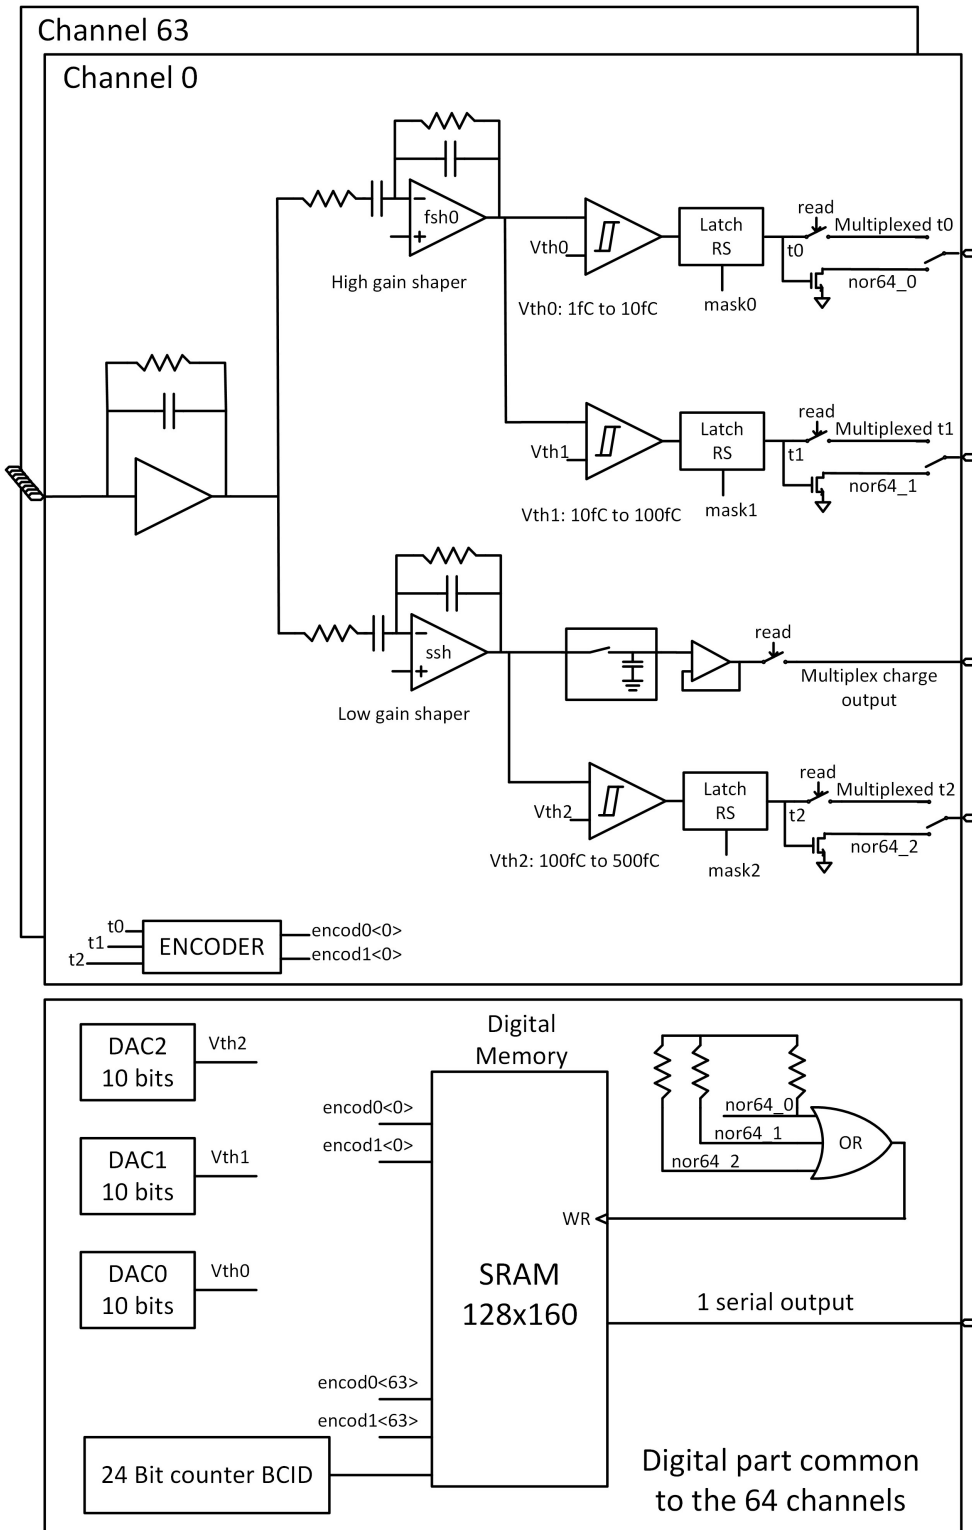 Channel 63
Channel 0
fsh0
High gain shaper
Vth0
Vth0: 1fC to 10fC
Latch
RS
mask0
t0
read
Multiplexed t0
nor64_0
Vth1
Vth1: 10fC to 100fC
Latch
RS
mask1
t1
read
Multiplexed t1
nor64_1
ssh
Low gain shaper
read
Multiplex charge
output
Vth2
Vth2: 100fC to 500fC
Latch
RS
mask2
t2
read
Multiplexed t2
nor64_2
t0
t1
t2
ENCODER
encod0<0>
encod1<0>
DAC2
10 bits
Vth2
DAC1
10 bits
Vth1
DAC0
10 bits
Vth0
Digital
Memory
encod0<0>
encod1<0>
WR
SRAM
128x160
encod0<63>
encod1<63>
24 Bit counter BCID
nor64_0
nor64_1
nor64_2
OR
1 serial output
Digital part common
to the 64 channels